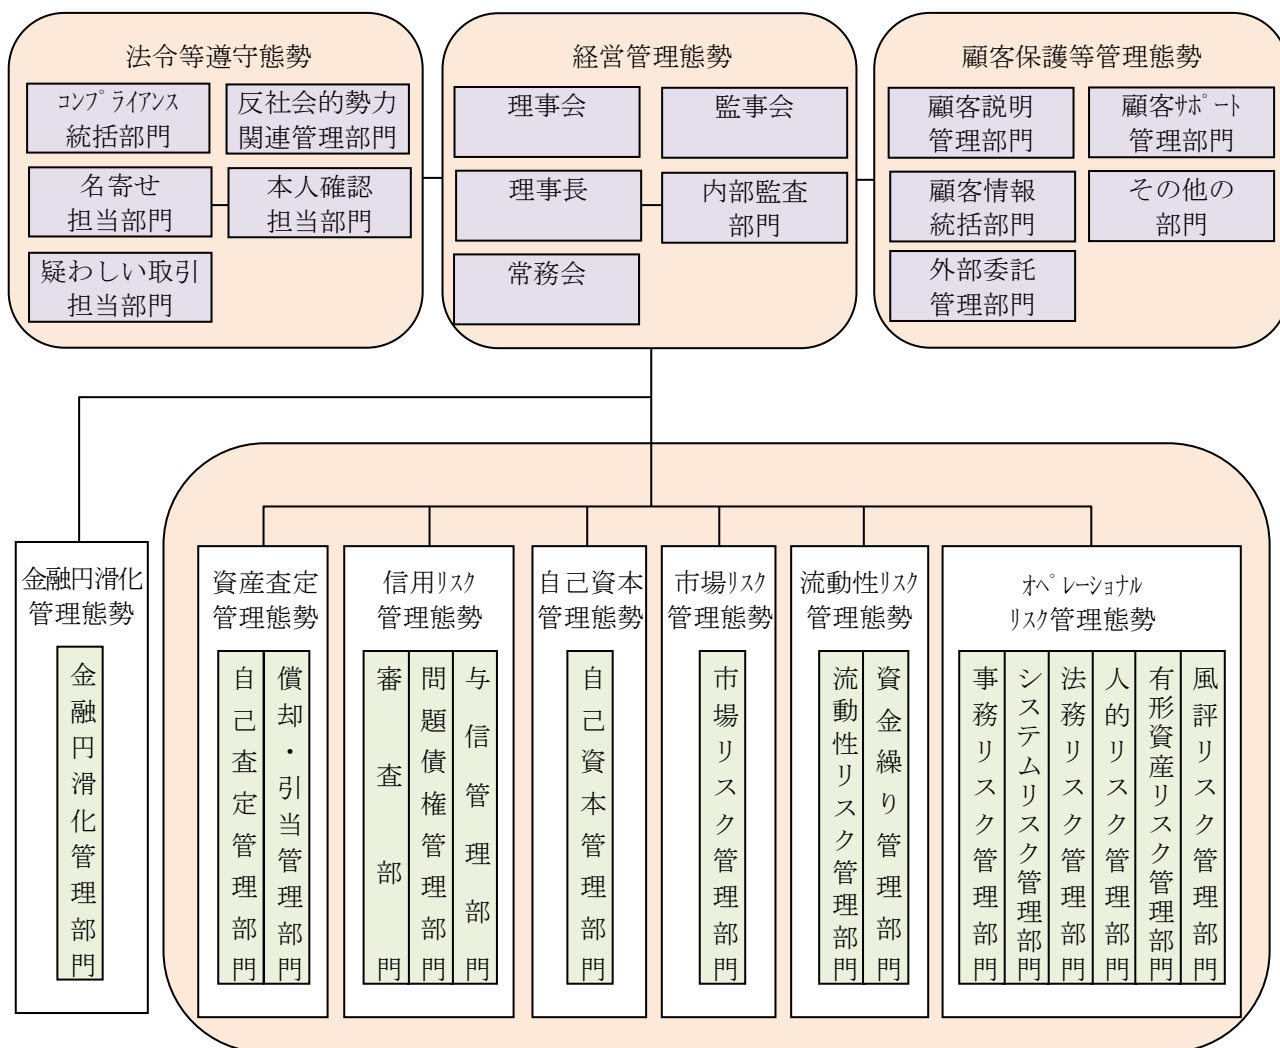 法令等遵守態勢
コンプライアンス
統括部門
反社会的勢力
関連管理部門
名寄せ
担当部門
本人確認
担当部門
疑わしい取引
担当部門
経営管理態勢
理事会
監事会
理事長
内部監査
部門
常務会
顧客保護等管理態勢
顧客説明
管理部門
顧客サポート
管理部門
顧客情報
統括部門
その他の
部門
外部委託
管理部門
金融円滑化
管理態勢
金融円滑化管理部門
資産査定
管理態勢
自己査定管理部門
償却・引当管理部門
信用リスク
管理態勢
審査部門
問題債権管理部門
与信管理部門
自己資本
管理態勢
自己資本管理部門
市場リスク
管理態勢
市場リスク管理部門
流動性リスク
管理態勢
流動性リスク管理部門
資金繰り管理部門
オペレーショナル
リスク管理態勢
事務リスク管理部門
システムリスク管理部門
法務リスク管理部門
人的リスク管理部門
有形資産リスク管理部門
風評リスク管理部門